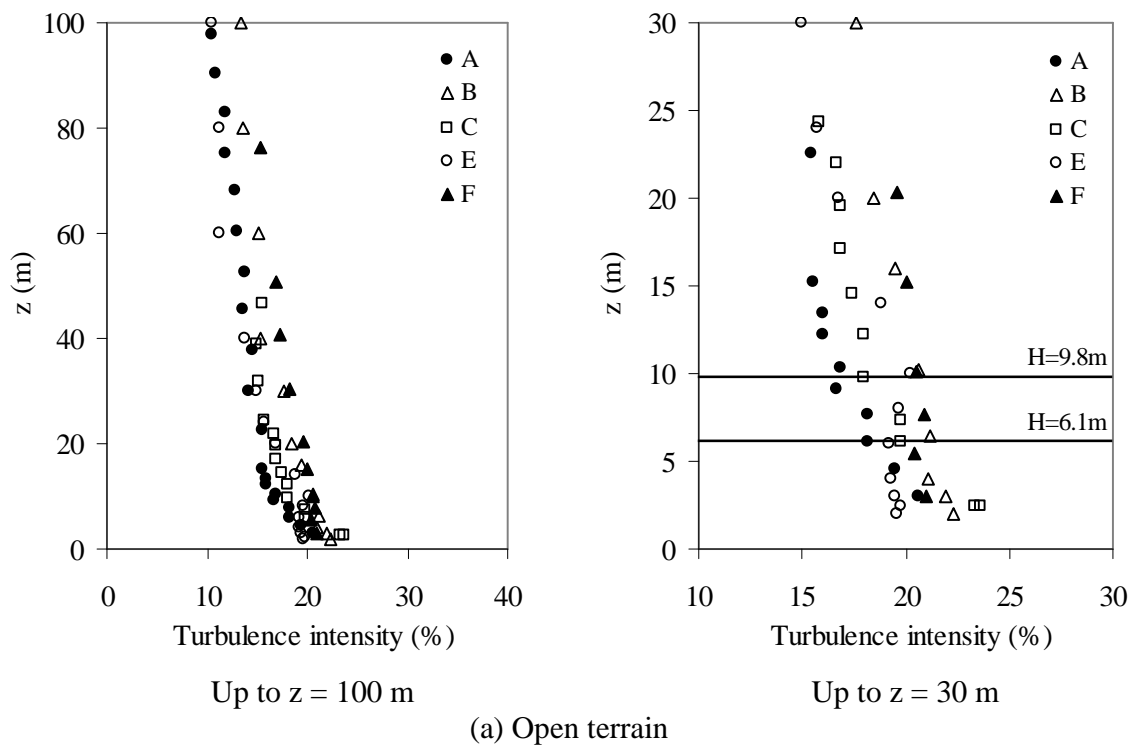 100
80
60
40
20
0
z (m)
A
B
C
E
F
0 10 20 30 40
Turbulence intensity (%)
Up to z = 100 m
30
25
20
15
10
5
0
z (m)
A
B
C
E
F
H=9.8m
H=6.1m
10 15 20 25 30
Turbulence intensity (%)
Up to z = 30 m
(a) Open terrain